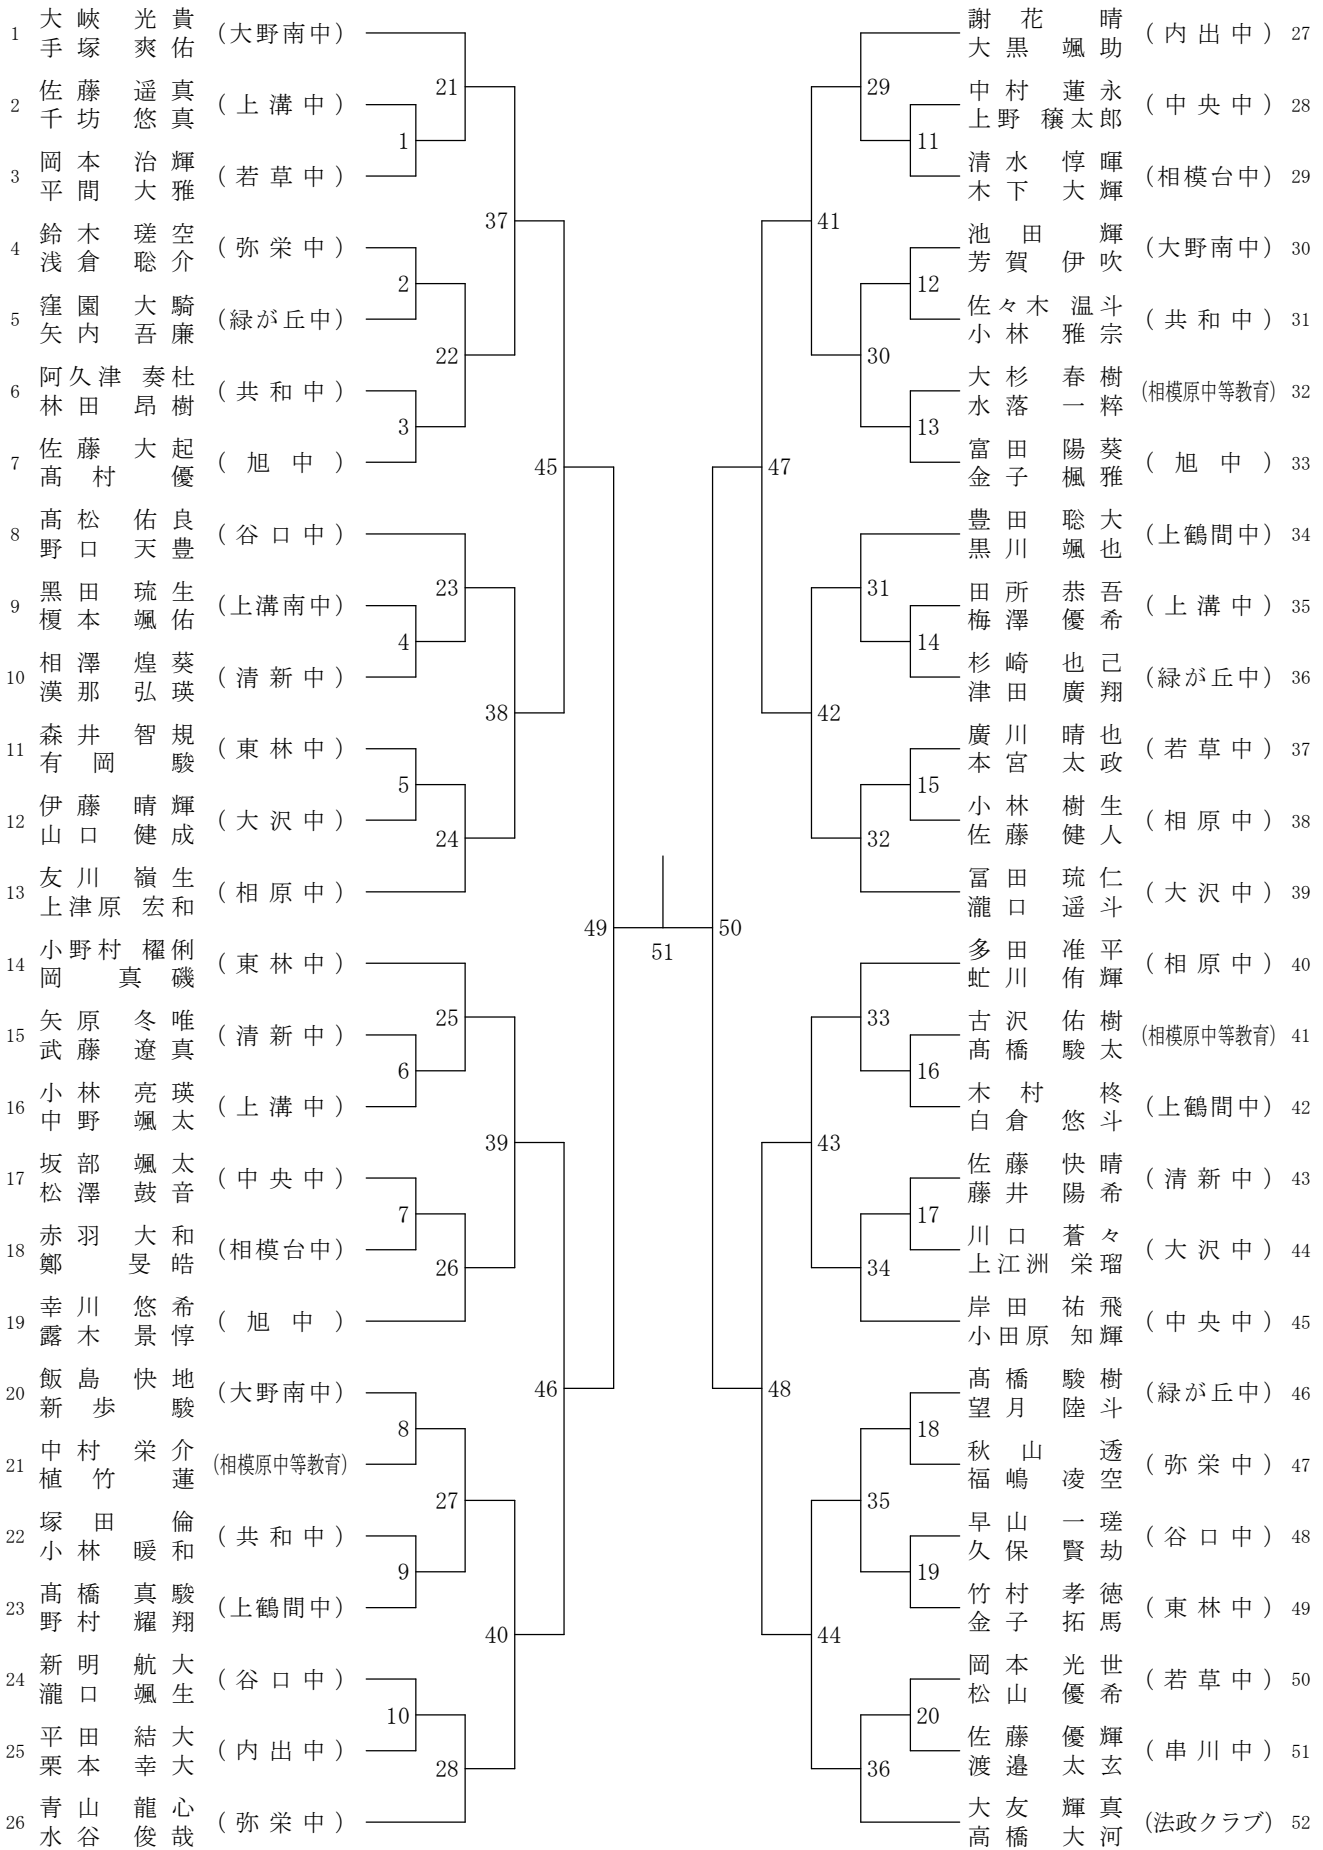 1 大峽 光貴 手塚 爽佑 (大野南中)
2 佐藤 遥真 千坊 悠真 (上溝中)
3 岡本 治輝 平間 大雅 (若草中)
4 鈴木 瑳空 浅倉 聡介 (弥栄中)
5 窪園 大騎 矢内 吾廉 (緑が丘中)
6 阿久津 奏杜 林田 昂樹 (共和中)
7 佐藤 大起 髙村 優 (旭中)
8 髙松 佑良 野口 天豊 (谷口中)
9 黑田 琉生 榎本 颯佑 (上溝南中)
10 相澤 煌葵 漢那 弘瑛 (清新中)
11 森井 智規 有岡 駿 (東林中)
12 伊藤 晴輝 山口 健成 (大沢中)
13 友川 嶺生 上津原 宏和 (相原中)
14 小野村 櫂俐 岡 真磯 (東林中)
15 矢原 冬唯 武藤 遼真 (清新中)
16 小林 亮瑛 中野 颯太 (上溝中)
17 坂部 颯太 松澤 鼓音 (中央中)
18 赤羽 大和 鄭 旻皓 (相模台中)
19 幸川 悠希 露木 景惇 (旭中)
20 飯島 快地 新歩 駿 (大野南中)
21 中村 栄介 植竹 蓮 (相模原中等教育)
22 塚田 倫 小林 暖和 (共和中)
23 髙橋 真駿 野村 耀翔 (上鶴間中)
24 新明 航大 瀧口 颯生 (谷口中)
25 平田 結大 栗本 幸大 (内出中)
26 青山 龍心 水谷 俊哉 (弥栄中)
1
2
3
4
5
6
7
8
9
10
21
22
23
24
25
26
27
28
37
38
39
40
45
46
49
51
50
47
48
41
42
43
44
29
30
31
32
33
34
35
36
11
12
13
14
15
16
17
18
19
20
謝花 晴 大黒 颯助 (内出中) 27
中村 蓮永 上野 穣太郎 (中央中) 28
清水 惇暉 木下 大輝 (相模台中) 29
池田 輝 芳賀 伊吹 (大野南中) 30
佐々木 温斗 小林 雅宗 (共和中) 31
大杉 春樹 水落 一粹 (相模原中等教育) 32
富田 陽葵 金子 楓雅 (旭中) 33
豊田 聡大 黒川 颯也 (上鶴間中) 34
田所 恭吾 梅澤 優希 (上溝中) 35
杉崎 也己 津田 廣翔 (緑が丘中) 36
廣川 晴也 本宮 太政 (若草中) 37
小林 樹生 佐藤 健人 (相原中) 38
冨田 琉仁 瀧口 遥斗 (大沢中) 39
多田 准平 虻川 侑輝 (相原中) 40
古沢 佑樹 髙橋 駿太 (相模原中等教育) 41
木村 柊 白倉 悠斗 (上鶴間中) 42
佐藤 快晴 藤井 陽希 (清新中) 43
川口 蒼々 上江洲 栄瑠 (大沢中) 44
岸田 祐飛 小田原 知輝 (中央中) 45
髙橋 駿樹 望月 陸斗 (緑が丘中) 46
秋山 透 福嶋 凌空 (弥栄中) 47
早山 一瑳 久保 賢劫 (谷口中) 48
竹村 孝徳 金子 拓馬 (東林中) 49
岡本 光世 松山 優希 (若草中) 50
佐藤 優輝 渡邉 太玄 (串川中) 51
大友 輝真 高橋 大河 (法政クラブ) 52